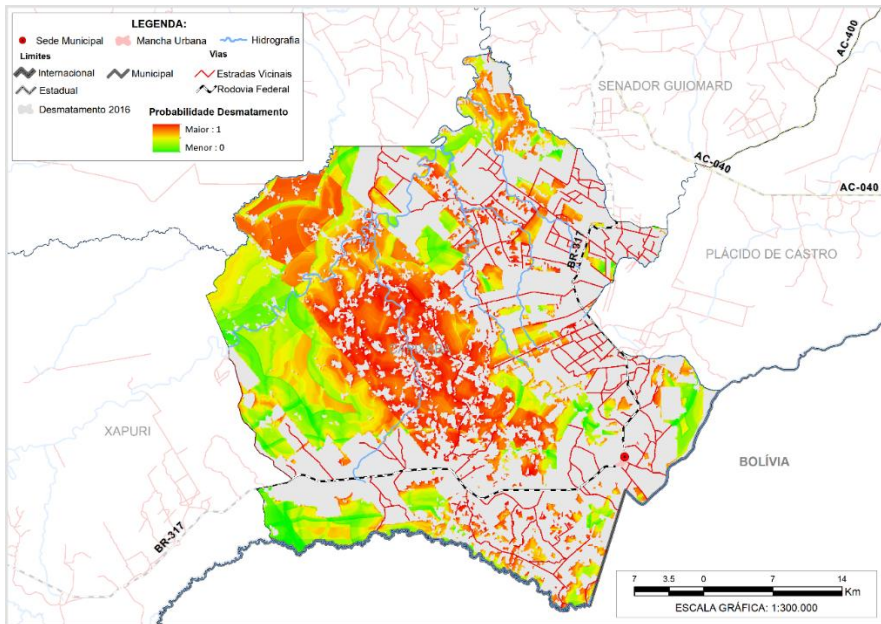 LEGENDA:
Sede Municipal
Mancha Urbana
Hidrografia
Limites
Vias
Internacional
Municipal
Estradas Vicinais
Estadual
Rodovia Federal
Desmatamento 2016
Probabilidade Desmatamento
Maior : 1
Menor : 0
AC-400
SENADOR GUIOMARD
AC-040
AC-040
BR-317
PLÁCIDO DE CASTRO
XAPURI
BOLÍVIA
BR-317
7 3.5 0 7 14
Km
ESCALA GRÁFICA: 1:300.000